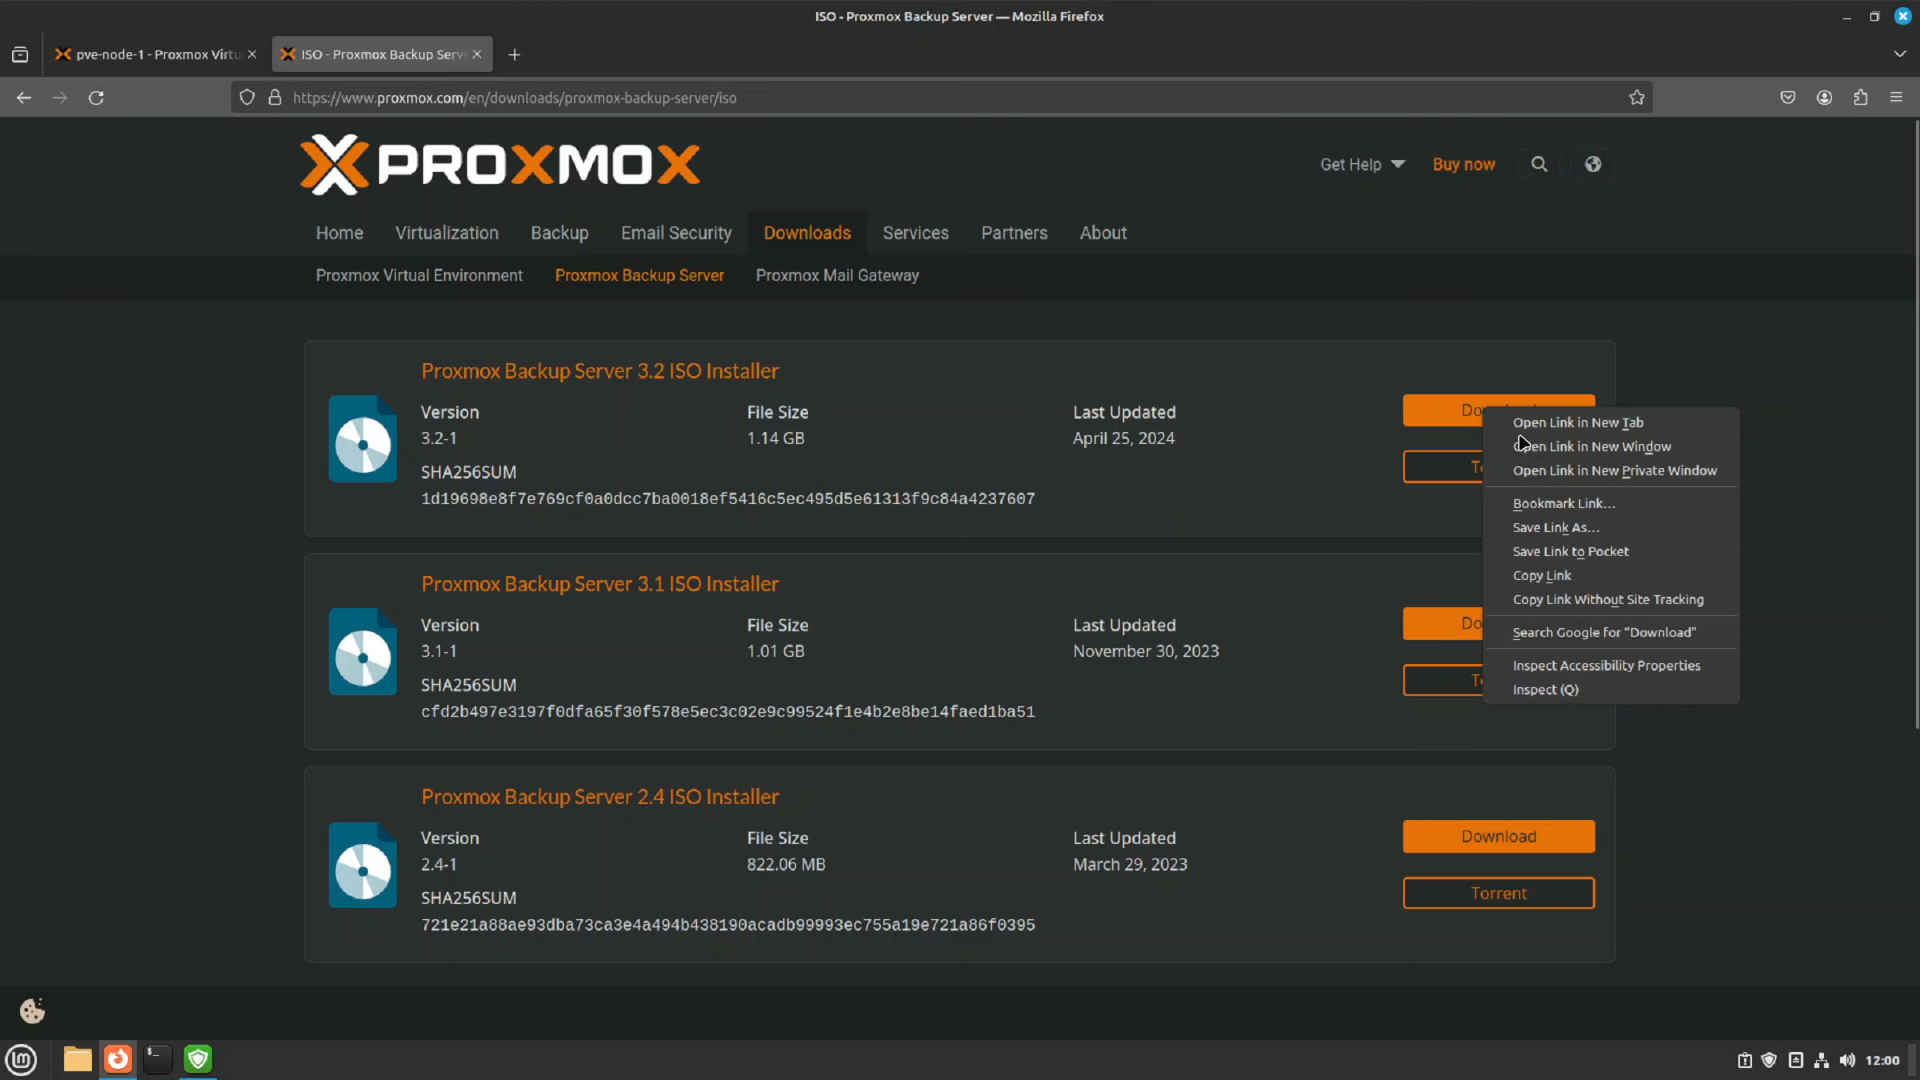 ISO - Proxmox Backup Server — Mozilla Firefox
pve-node-1 - Proxmox Virtu
ISO - Proxmox Backup Serve
https://www.proxmox.com/en/downloads/proxmox-backup-server/iso
PROXMOX
Get Help
Buy now
Home
Virtualization
Backup
Email Security
Downloads
Services
Partners
About
Proxmox Virtual Environment
Proxmox Backup Server
Proxmox Mail Gateway
Proxmox Backup Server 3.2 ISO Installer
Version
File Size
Last Updated
3.2-1
1.14 GB
April 25, 2024
SHA256SUM
1d19698e8f7e769cf0a0dcc7ba0018ef5416c5ec495d5e61313f9c84a4237607
Open Link in New Tab
Open Link in New Window
Open Link in New Private Window
Bookmark Link...
Save Link As...
Save Link to Pocket
Copy Link
Copy Link Without Site Tracking
Search Google for "Download"
Inspect Accessibility Properties
Inspect (Q)
Proxmox Backup Server 3.1 ISO Installer
Version
File Size
Last Updated
3.1-1
1.01 GB
November 30, 2023
SHA256SUM
cfd2b497e3197f0dfa65f30f578e5ec3c02e9c99524f1e4b2e8be14faed1ba51
Proxmox Backup Server 2.4 ISO Installer
Version
File Size
Last Updated
2.4-1
822.06 MB
March 29, 2023
SHA256SUM
721e21a88ae93dba73ca3e4a494b438190acadb99993ec755a19e721a86f0395
Download
Torrent
12:00